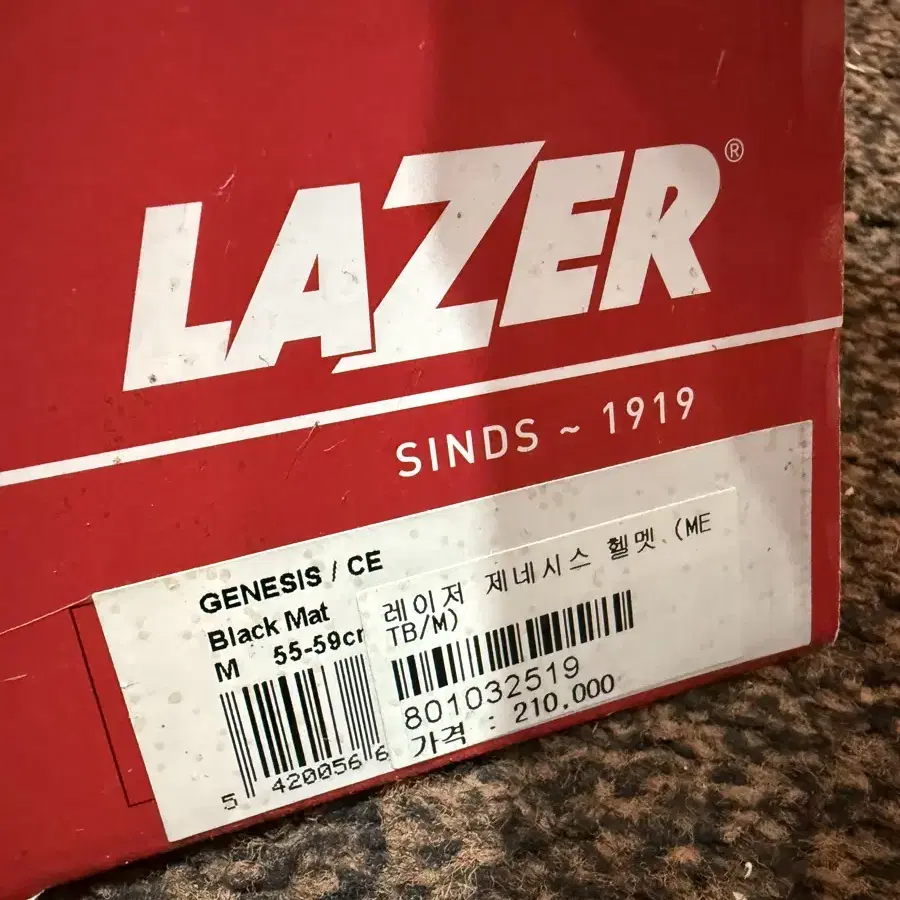 LAZER®
SINDS ~ 1919
GENESIS / CE
Black Mat
M 55-59c
레이저 제네시스 헬멧 (ME
TB/M)
801032519
가격 : 210,000
5 420056 6